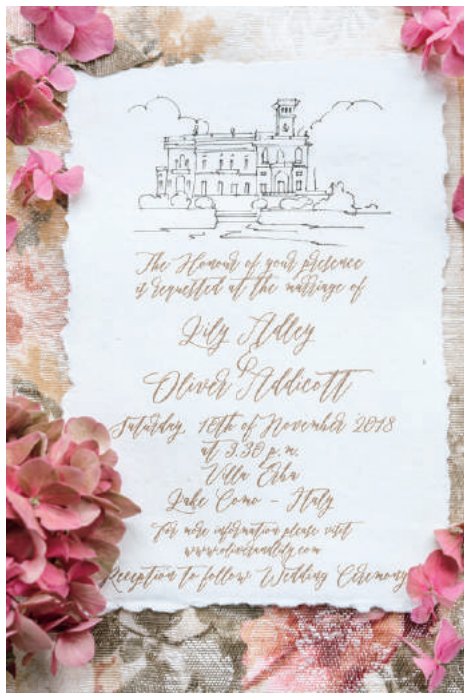 The Honour of your presence
is requested at the marriage of
Lily Adley
&
Oliver Addicott
Saturday, 10th of November 2018
at 3.30 p.m.
Villa Erba
Lake Como - Italy
For more information please visit
www.oliverandlily.com
Reception to follow Wedding Ceremony